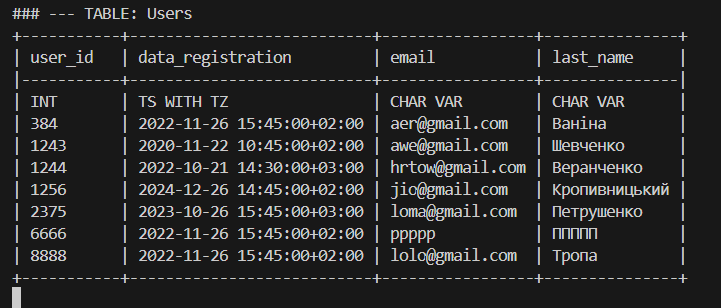 ### --- TABLE: Users
+-----------+---------------------------+-----------------+---------------+
| user_id   | data_registration         | email           | last_name     |
|-----------+---------------------------+-----------------+---------------|
| INT       | TS WITH TZ                | CHAR VAR        | CHAR VAR      |
| 384       | 2022-11-26 15:45:00+02:00 | aer@gmail.com   | Ваніна        |
| 1243      | 2020-11-22 10:45:00+02:00 | awe@gmail.com   | Шевченко      |
| 1244      | 2022-10-21 14:30:00+03:00 | hrtow@gmail.com | Веранченко    |
| 1256      | 2024-12-26 14:45:00+02:00 | jio@gmail.com   | Кропивницький |
| 2375      | 2023-10-26 15:45:00+03:00 | loma@gmail.com  | Петрушенко    |
| 6666      | 2022-11-26 15:45:00+02:00 | ppppp           | ППППП         |
| 8888      | 2022-11-26 15:45:00+02:00 | lolo@gmail.com  | Тропа         |
+-----------+---------------------------+-----------------+---------------+